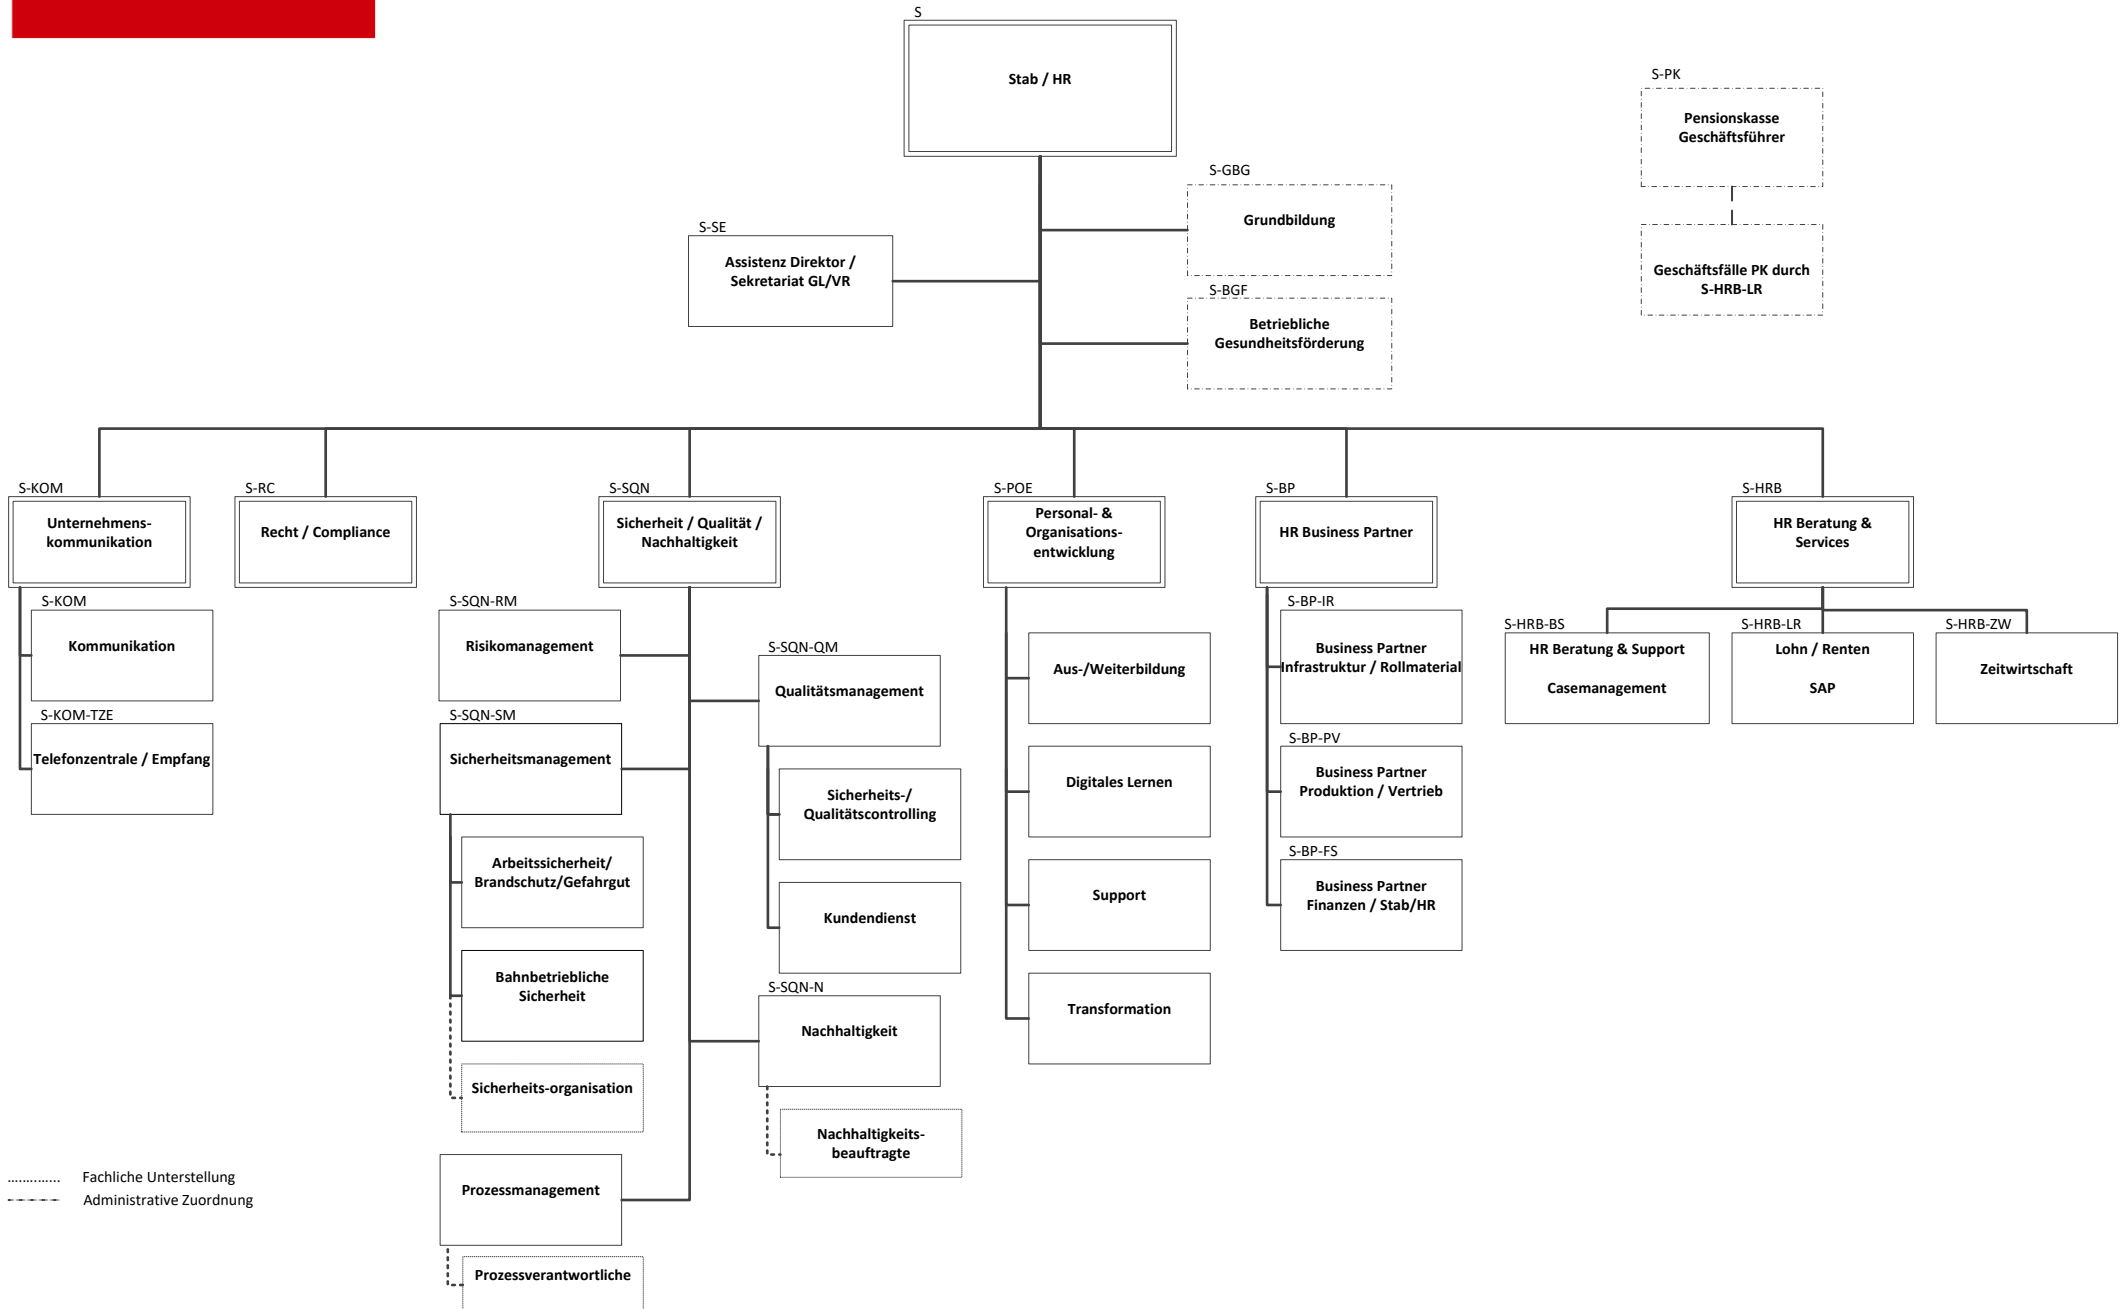 S
Stab / HR
S-PK
Pensionskasse
Geschäftsführer
S-GBG
Grundbildung
S-SE
Assistenz Direktor /
Sekretariat GL/VR
Geschäftsfälle PK durch
S-HRB-LR
S-BGF
Betriebliche
Gesundheitsförderung
S-KOM
Unternehmens-
kommunikation
S-RC
Recht / Compliance
S-SQN
Sicherheit / Qualität /
Nachhaltigkeit
S-POE
Personal- &
Organisations-
entwicklung
S-BP
HR Business Partner
S-HRB
HR Beratung &
Services
S-KOM
Kommunikation
S-KOM-TZE
Telefonzentrale / Empfang
S-SQN-RM
Risikomanagement
S-SQN-SM
Sicherheitsmanagement
Arbeitssicherheit/
Brandschutz/Gefahrgut
Bahnbetriebliche
Sicherheit
Sicherheits-organisation
Prozessmanagement
Prozessverantwortliche
S-SQN-QM
Qualitätsmanagement
Sicherheits-/
Qualitätscontrolling
Kundendienst
S-SQN-N
Nachhaltigkeit
Nachhaltigkeits-
beauftragte
Aus-/Weiterbildung
Digitales Lernen
Support
Transformation
S-BP-IR
Business Partner
Infrastruktur / Rollmaterial
S-BP-PV
Business Partner
Produktion / Vertrieb
S-BP-FS
Business Partner
Finanzen / Stab/HR
S-HRB-BS
HR Beratung & Support
Casemanagement
S-HRB-LR
Lohn / Renten
SAP
S-HRB-ZW
Zeitwirtschaft
Fachliche Unterstellung
Administrative Zuordnung